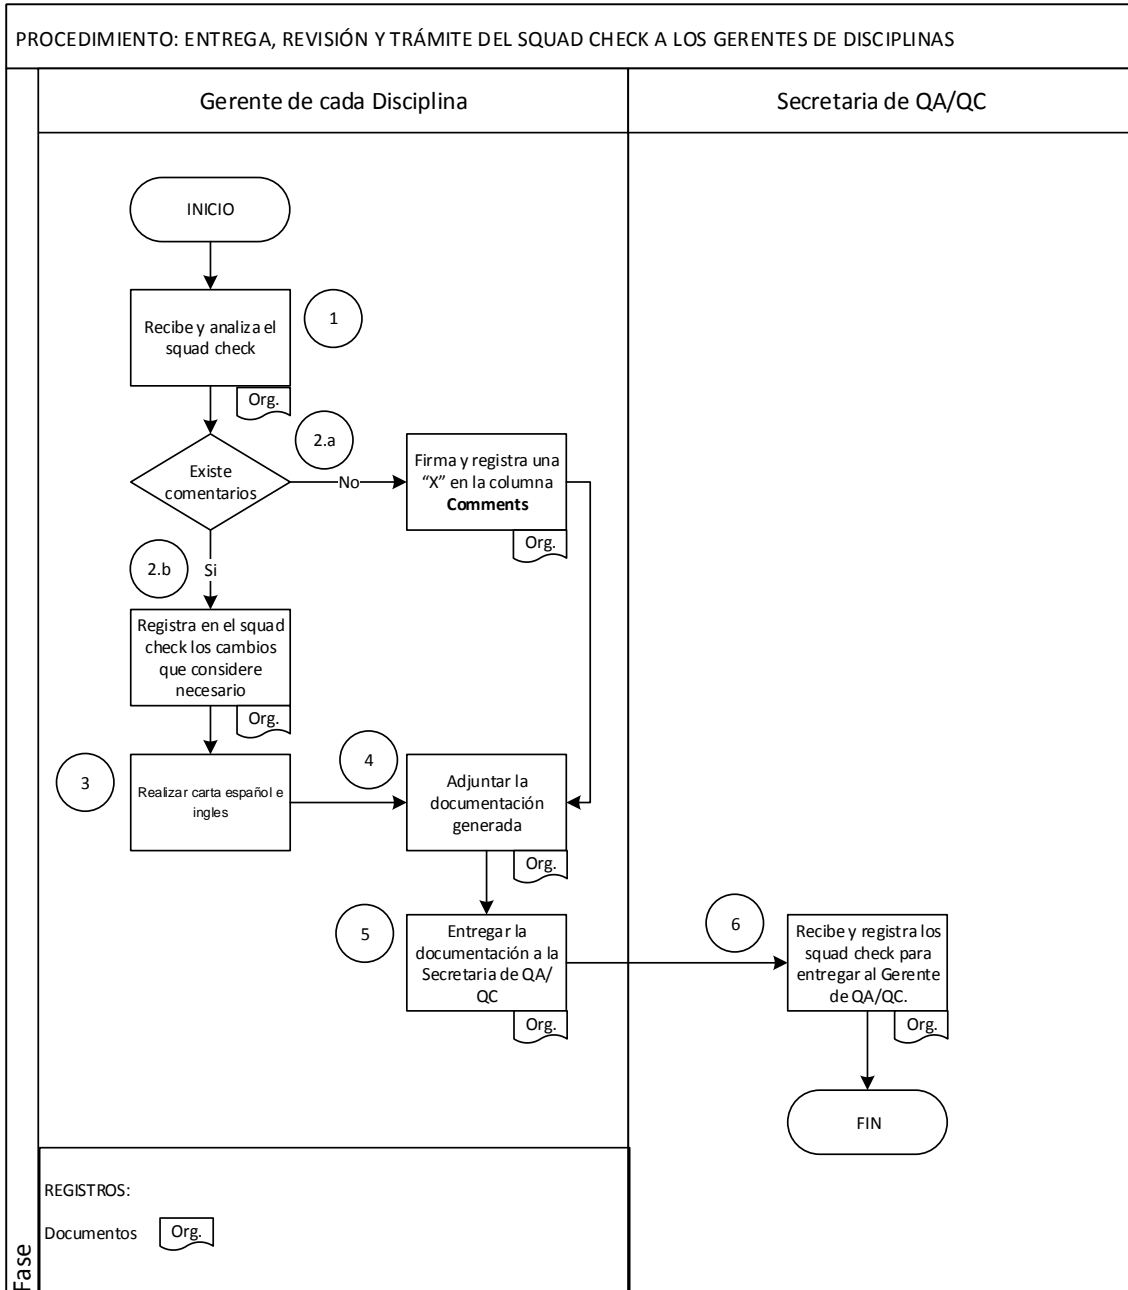 PROCEDIMIENTO: ENTREGA, REVISIÓN Y TRÁMITE DEL SQUAD CHECK A LOS GERENTES DE DISCIPLINAS
Gerente de cada Disciplina
Secretaria de QA/QC
INICIO
Recibe y analiza el
squad check
1
Org.
Existe
comentarios
2.a
No
Firma y registra una
“X” en la columna
Comments
Org.
2.b
Si
Registra en el squad
check los cambios
que considere
necesario
Org.
3
Realizar carta español e
ingles
4
Adjuntar la
documentación
generada
Org.
5
Entregar la
documentación a la
Secretaria de QA/
QC
Org.
6
Recibe y registra los
squad check para
entregar al Gerente
de QA/QC.
Org.
FIN
REGISTROS:
Documentos
Org.
Fase